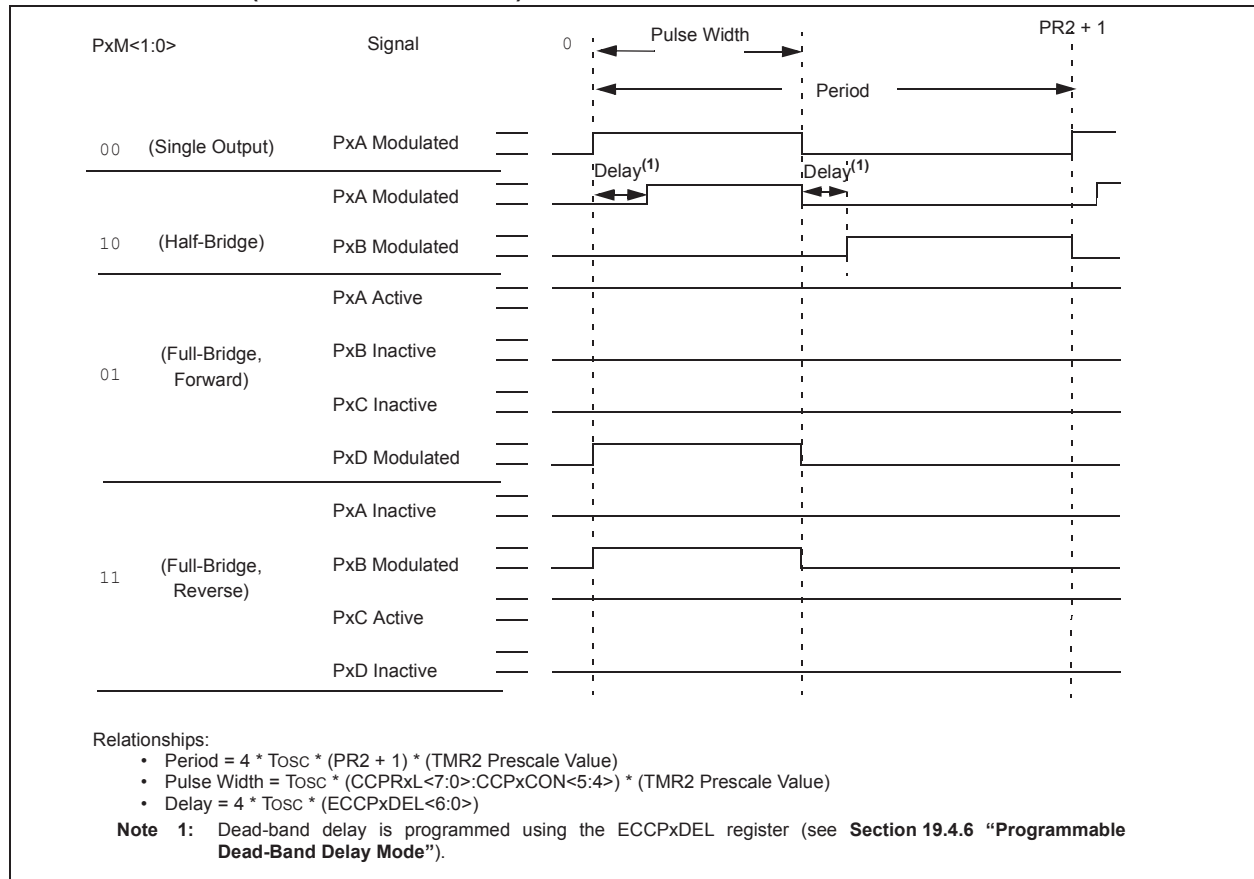 PxM<1:0> Signal 0 Pulse Width PR2 + 1
Period
00 (Single Output) PxA Modulated
Delay(1) Delay(1)
PxA Modulated
10 (Half-Bridge) PxB Modulated
PxA Active
01 (Full-Bridge, Forward) PxB Inactive
PxC Inactive
PxD Modulated
PxA Inactive
11 (Full-Bridge, Reverse) PxB Modulated
PxC Active
PxD Inactive
Relationships:
• Period = 4 * TOSC * (PR2 + 1) * (TMR2 Prescale Value)
• Pulse Width = TOSC * (CCPRxL<7:0>:CCPxCON<5:4>) * (TMR2 Prescale Value)
• Delay = 4 * TOSC * (ECCPxDEL<6:0>)
Note 1: Dead-band delay is programmed using the ECCPxDEL register (see Section 19.4.6 “Programmable
Dead-Band Delay Mode”).